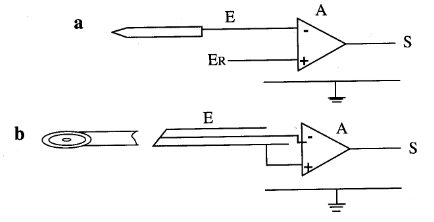 a E A
- S
ER +
b E A
- S
+